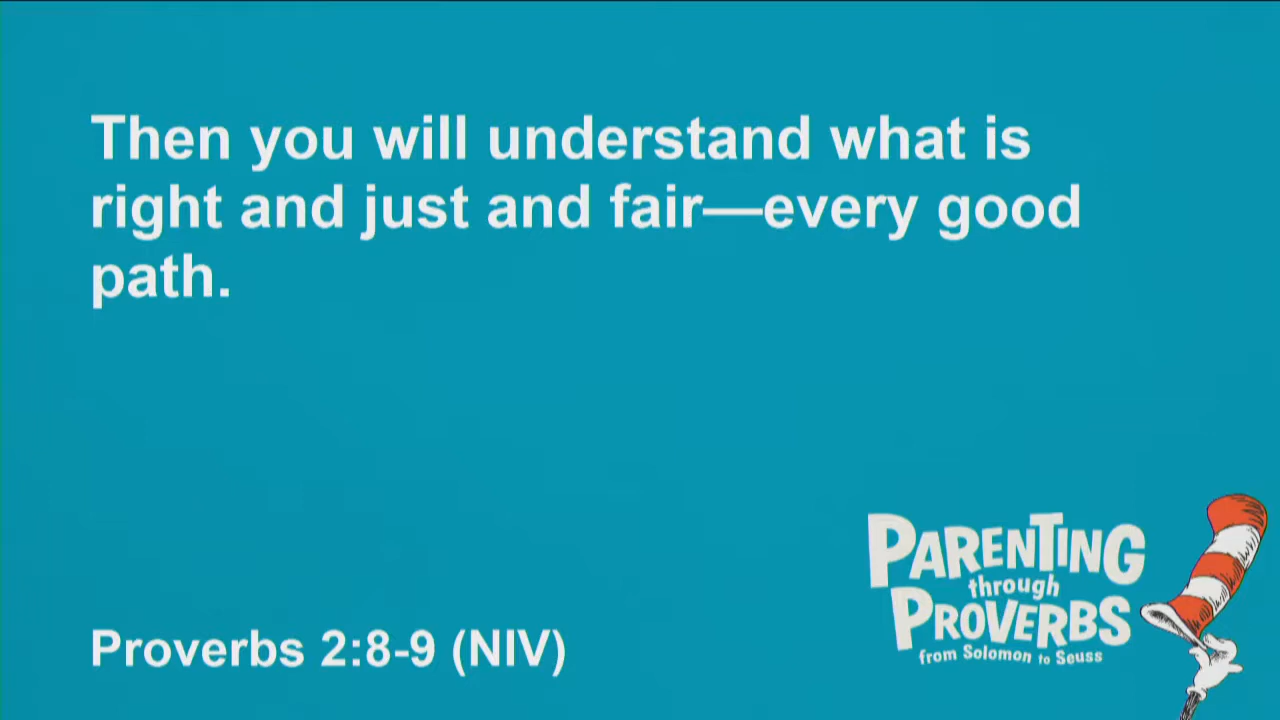 Then you will understand what is
right and just and fair—every good
path.
PARENTING
through
PROVERBS
from Solomon to Seuss
Proverbs 2:8-9 (NIV)